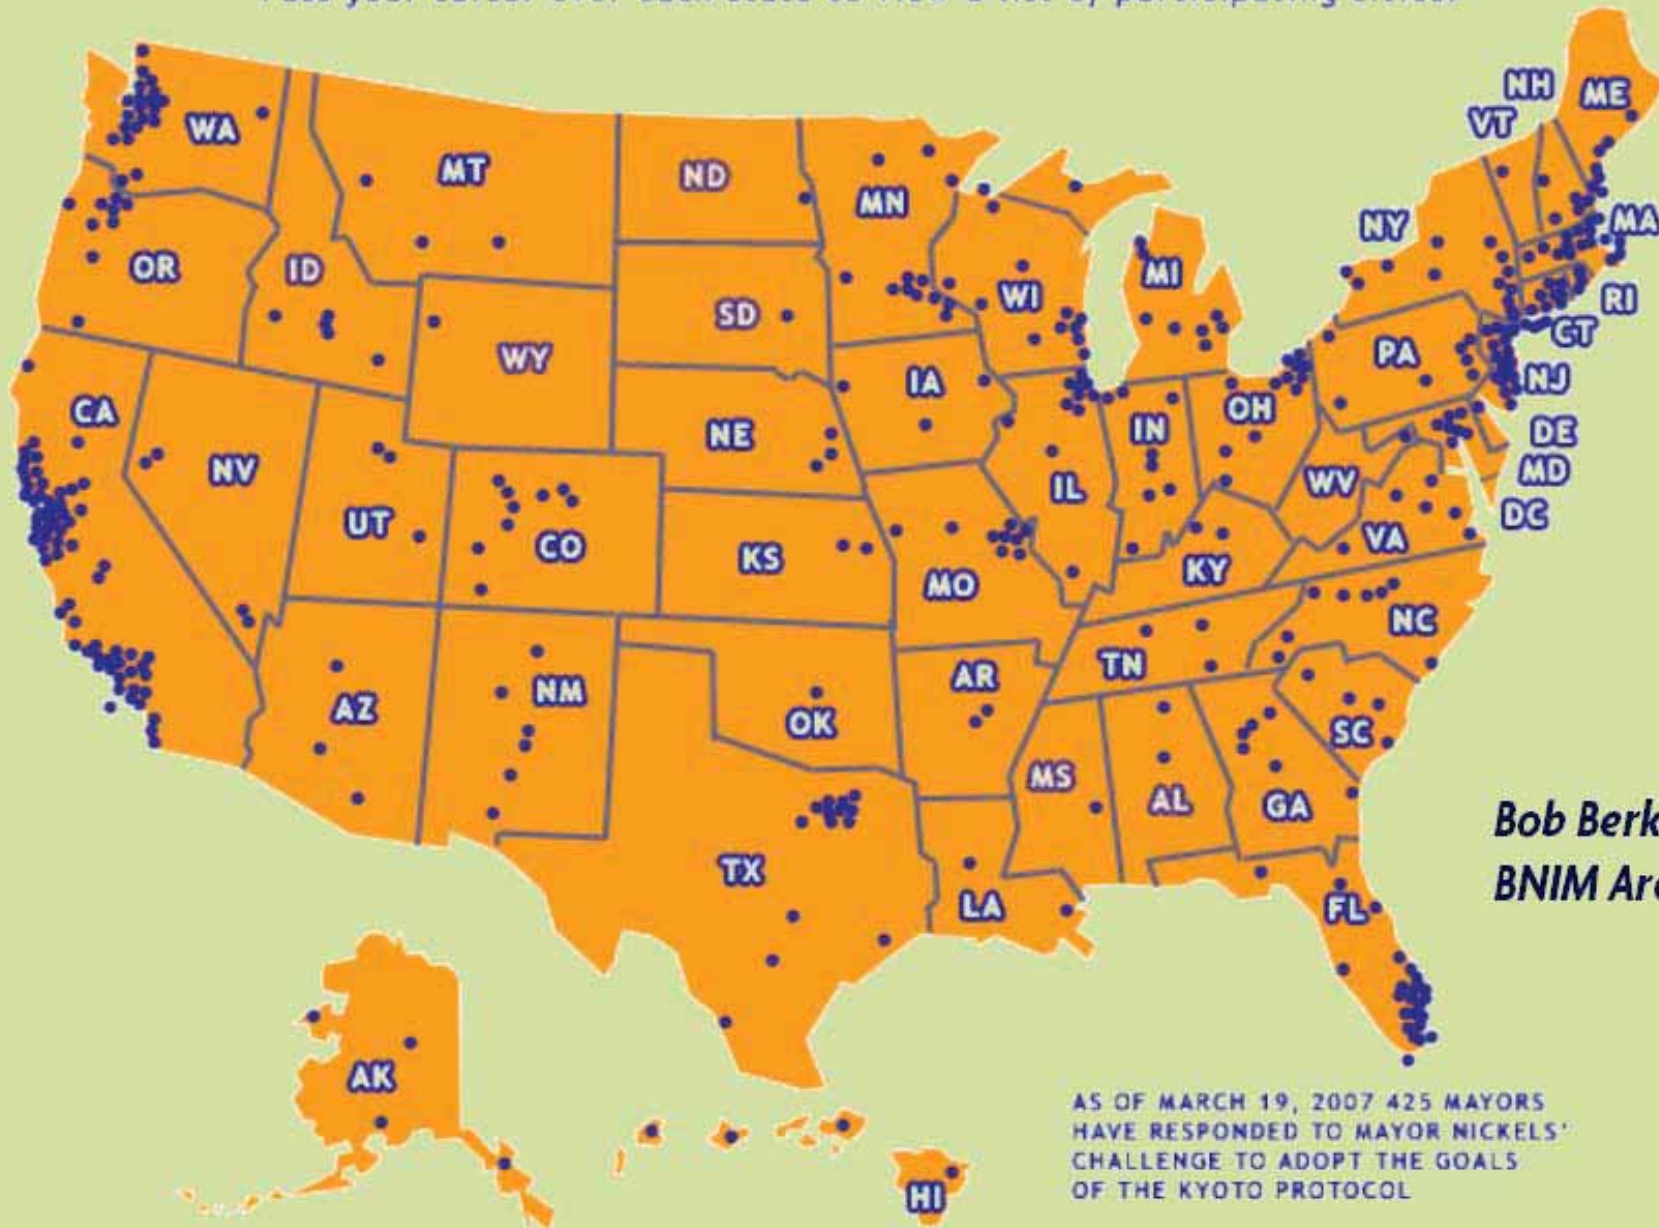 NH
ME
VT
WA
MT
ND
MN
NY
MA
OR
ID
MI
WI
RI
SD
CT
WY
PA
IA
NJ
CA
OH
NE
IN
DE
NV
MD
IL
WV
UT
DC
CO
VA
KS
KY
MO
NC
TN
AR
NM
AZ
OK
SC
MS
AL
GA
Bob Berk
TX
BNIM Arc
LA
FL
AK
AS OF MARCH 19, 2007 425 MAYORS
HAVE RESPONDED TO MAYOR NICKELS'
CHALLENGE TO ADOPT THE GOALS
OF THE KYOTO PROTOCOL
HI